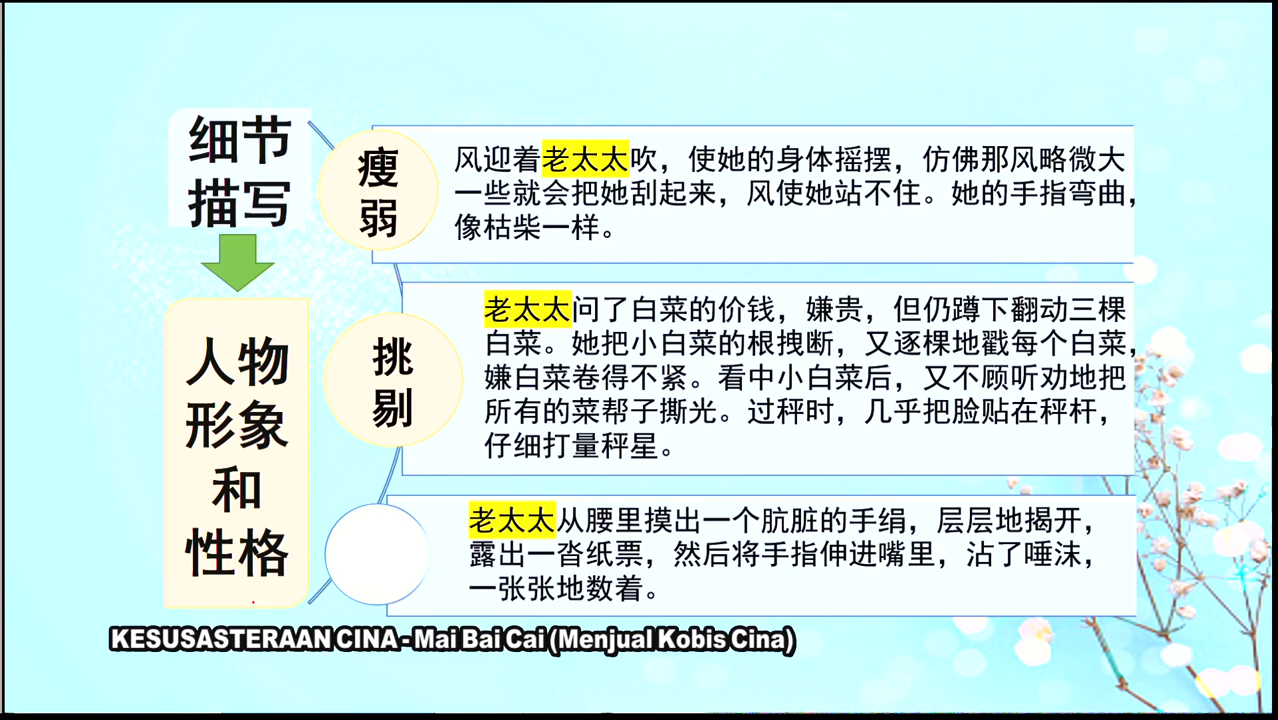 细节
描写
人物
形象
和
性格
瘦
弱
风迎着老太太吹，使她的身体摇摆，仿佛那风略微大
一些就会把她刮起来，风使她站不住。她的手指弯曲，
像枯柴一样。
挑
剔
老太太问了白菜的价钱，嫌贵，但仍蹲下翻动三棵
白菜。她把小白菜的根拽断，又逐棵地戳每个白菜，
嫌白菜卷得不紧。看中小白菜后，又不顾听劝地把
所有的菜帮子撕光。过秤时，几乎把脸贴在秤杆，
仔细打量秤星。
老太太从腰里摸出一个肮脏的手绢，层层地揭开，
露出一沓纸票，然后将手指伸进嘴里，沾了唾沫，
一张张地数着。
KESUSASTERAAN CINA - Mai Bai Cai (Menjual Kobis Cina)